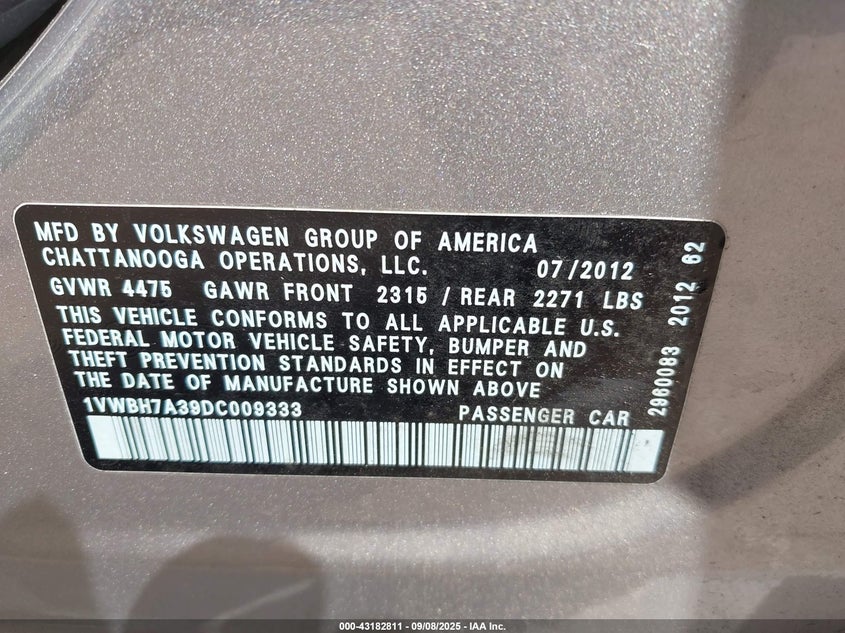 MFD BY VOLKSWAGEN GROUP OF AMERICA
CHATTANOOGA OPERATIONS, LLC. 07/2012
GVWR 4475 GAWR FRONT 2315 / REAR 2271 LBS
THIS VEHICLE CONFORMS TO ALL APPLICABLE U.S.
FEDERAL MOTOR VEHICLE SAFETY, BUMPER AND
THEFT PREVENTION STANDARDS IN EFFECT ON
THE DATE OF MANUFACTURE SHOWN ABOVE
1VWBH7A39DC009333 PASSENGER CAR
2960083 2012 62
000-43182811 - 09/08/2025 - IAA Inc.